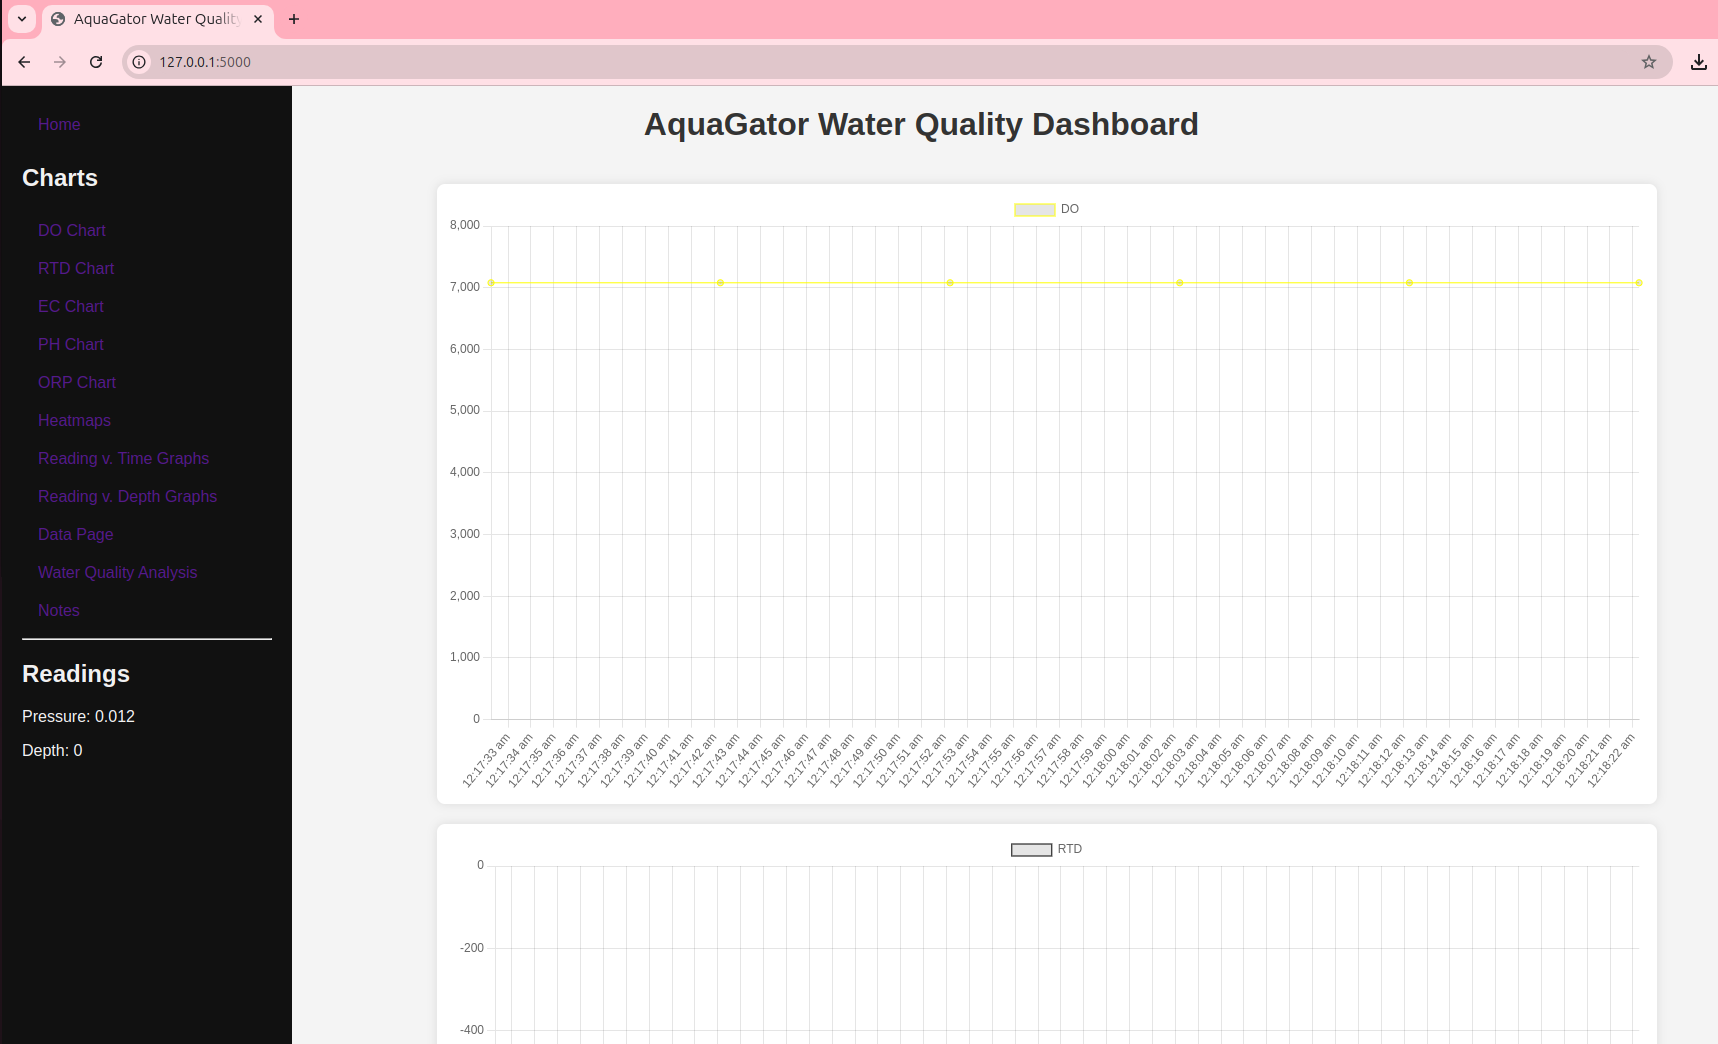 AquaGator Water Quality
127.0.0.1:5000
Home
Charts
DO Chart
RTD Chart
EC Chart
PH Chart
ORP Chart
Heatmaps
Reading v. Time Graphs
Reading v. Depth Graphs
Data Page
Water Quality Analysis
Notes
Readings
Pressure: 0.012
Depth: 0
AquaGator Water Quality Dashboard
DO
8,000
7,000
6,000
5,000
4,000
3,000
2,000
1,000
0
12:17:33 am
12:17:34 am
12:17:35 am
12:17:36 am
12:17:37 am
12:17:38 am
12:17:39 am
12:17:40 am
12:17:41 am
12:17:42 am
12:17:43 am
12:17:44 am
12:17:45 am
12:17:46 am
12:17:47 am
12:17:48 am
12:17:49 am
12:17:50 am
12:17:51 am
12:17:52 am
12:17:53 am
12:17:54 am
12:17:55 am
12:17:56 am
12:17:57 am
12:17:58 am
12:17:59 am
12:18:00 am
12:18:01 am
12:18:02 am
12:18:03 am
12:18:04 am
12:18:05 am
12:18:06 am
12:18:07 am
12:18:08 am
12:18:09 am
12:18:10 am
12:18:11 am
12:18:12 am
12:18:13 am
12:18:14 am
12:18:15 am
12:18:16 am
12:18:17 am
12:18:18 am
12:18:19 am
12:18:20 am
12:18:21 am
12:18:22 am
RTD
0
-200
-400